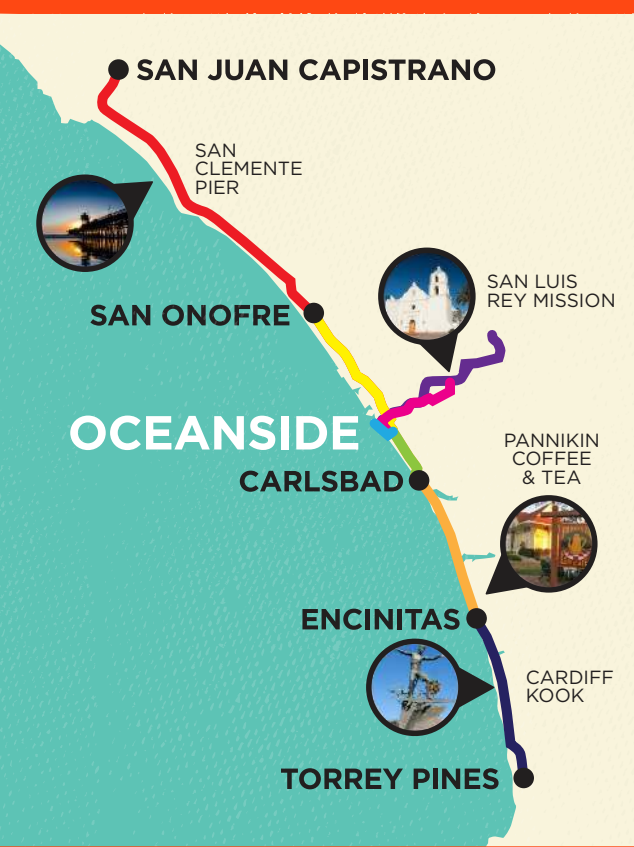 SAN JUAN CAPISTRANO
SAN
CLEMENTE
PIER
SAN LUIS
REY MISSION
SAN ONOFRE
OCEANSIDE
PANNIKIN
COFFEE
& TEA
CARLSBAD
ENCINITAS
CARDIFF
KOOK
TORREY PINES